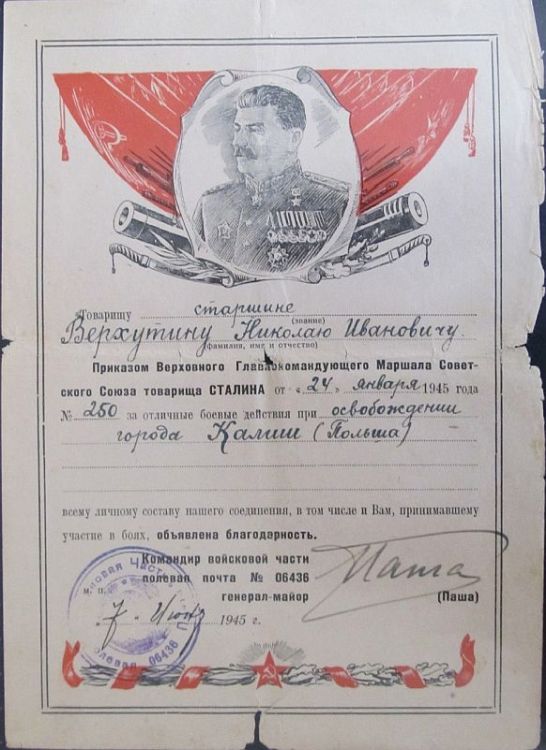 Товарищу старшине
(звание)
Верхутину Николаю Ивановичу.
(фамилия, имя и отчество)
Приказом Верховного Главнокомандующего Маршала Совет-
ского Союза товарища СТАЛИНА от «24» января 1945 года
№ 250 за отличные боевые действия при освобождении
города Калиш (Польша)
всему личному составу нашего соединения, в том числе и Вам, принимавшему
участие в боях, объявлена благодарность.
Командир войсковой части
полевая почта № 06436
генерал-майор
Паша
(Паша)
м. п.
„7" Июня 1945 г.
06436